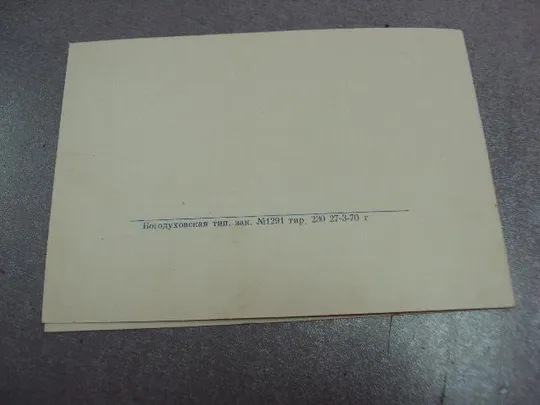 Богодуховская тип. зак. №1291 тир. 230 27-3-70 г